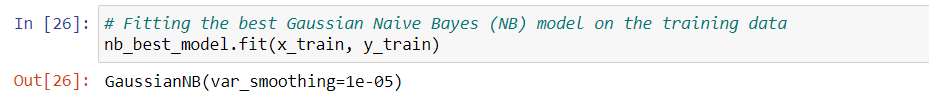 In [26]: # Fitting the best Gaussian Naive Bayes (NB) model on the training data
nb_best_model.fit(x_train, y_train)
Out[26]: GaussianNB(var_smoothing=1e-05)